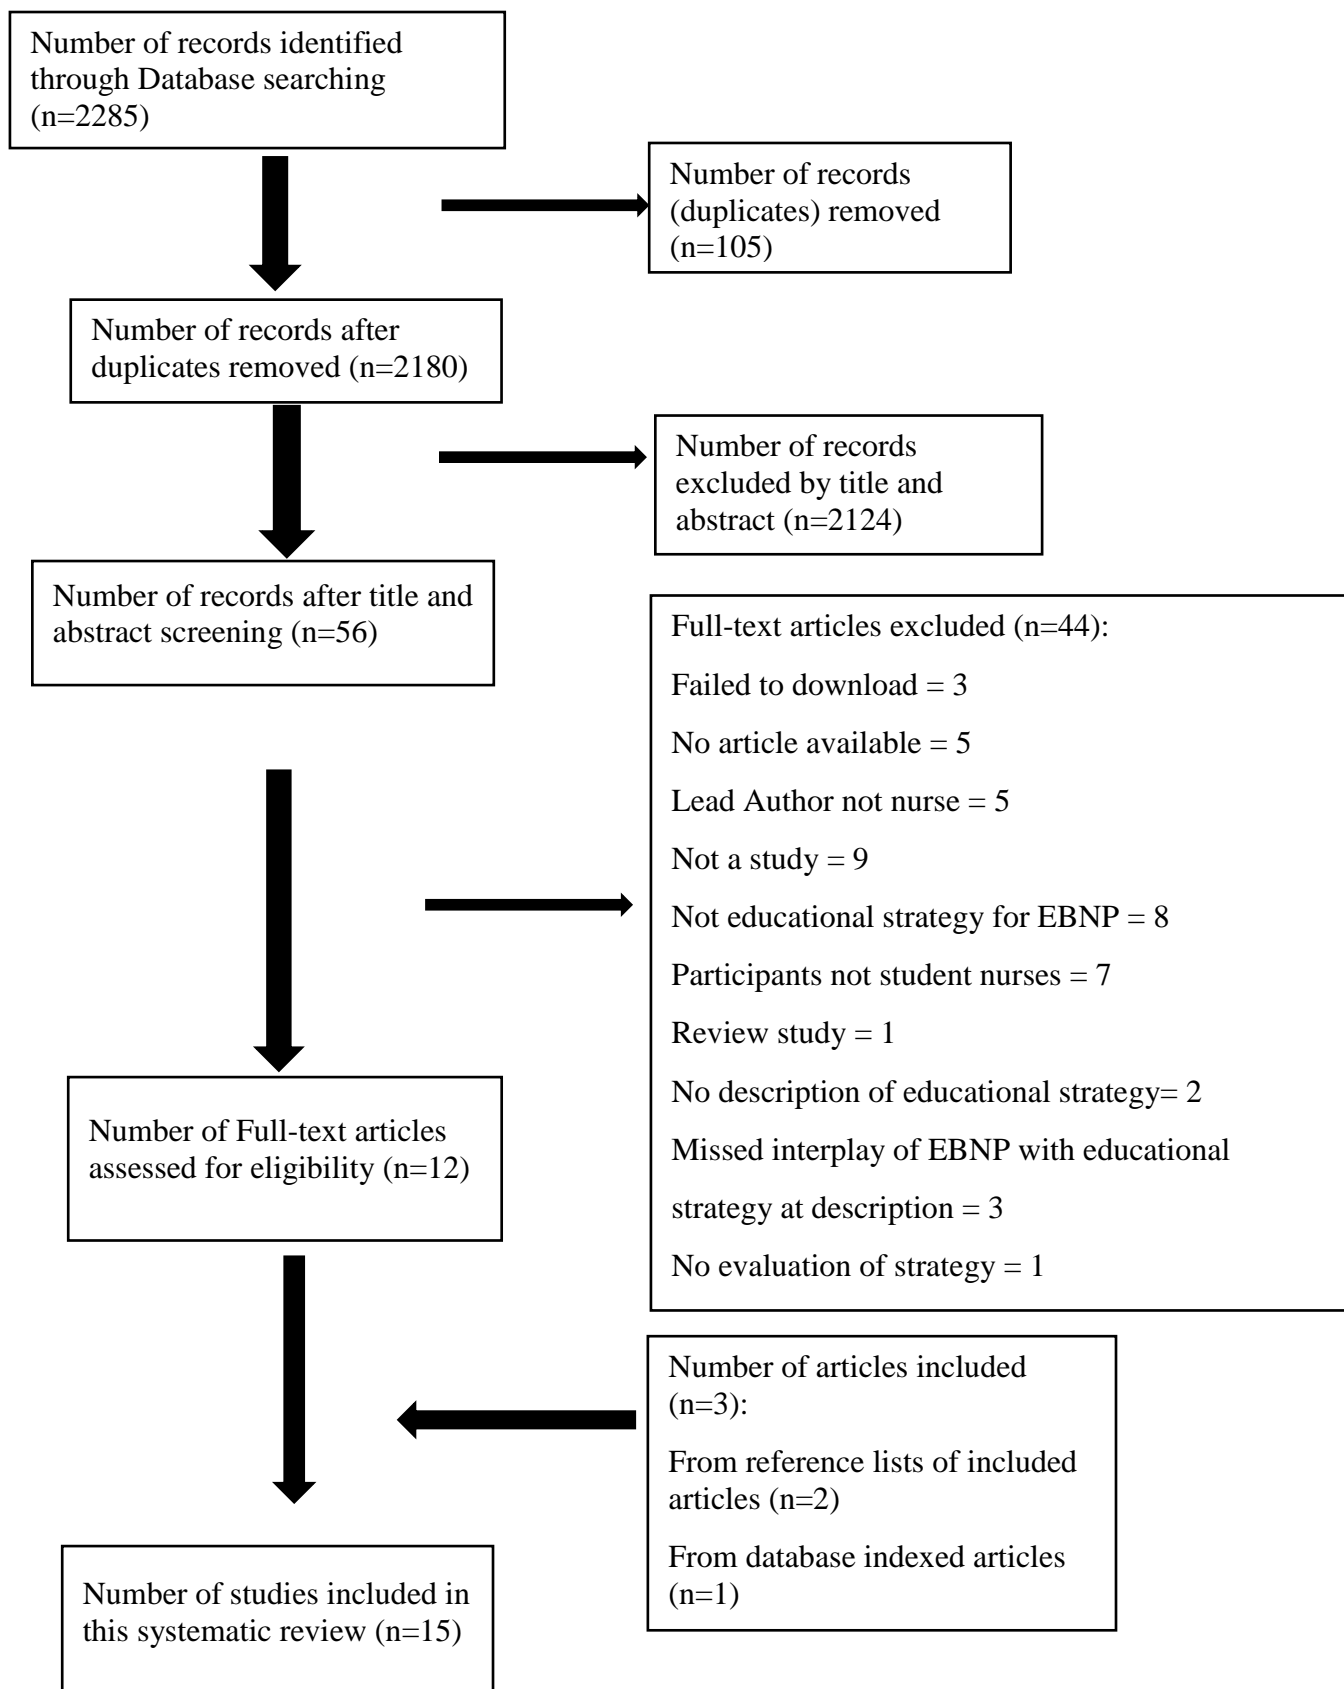 Number of records identified
through Database searching
(n=2285)
Number of records
(duplicates) removed
(n=105)
Number of records after
duplicates removed (n=2180)
Number of records
excluded by title and
abstract (n=2124)
Number of records after title and
abstract screening (n=56)
Full-text articles excluded (n=44):
Failed to download = 3
No article available = 5
Lead Author not nurse = 5
Not a study = 9
Not educational strategy for EBNP = 8
Participants not student nurses = 7
Review study = 1
No description of educational strategy= 2
Missed interplay of EBNP with educational
strategy at description = 3
No evaluation of strategy = 1
Number of Full-text articles
assessed for eligibility (n=12)
Number of articles included
(n=3):
From reference lists of included
articles (n=2)
From database indexed articles
(n=1)
Number of studies included in
this systematic review (n=15)